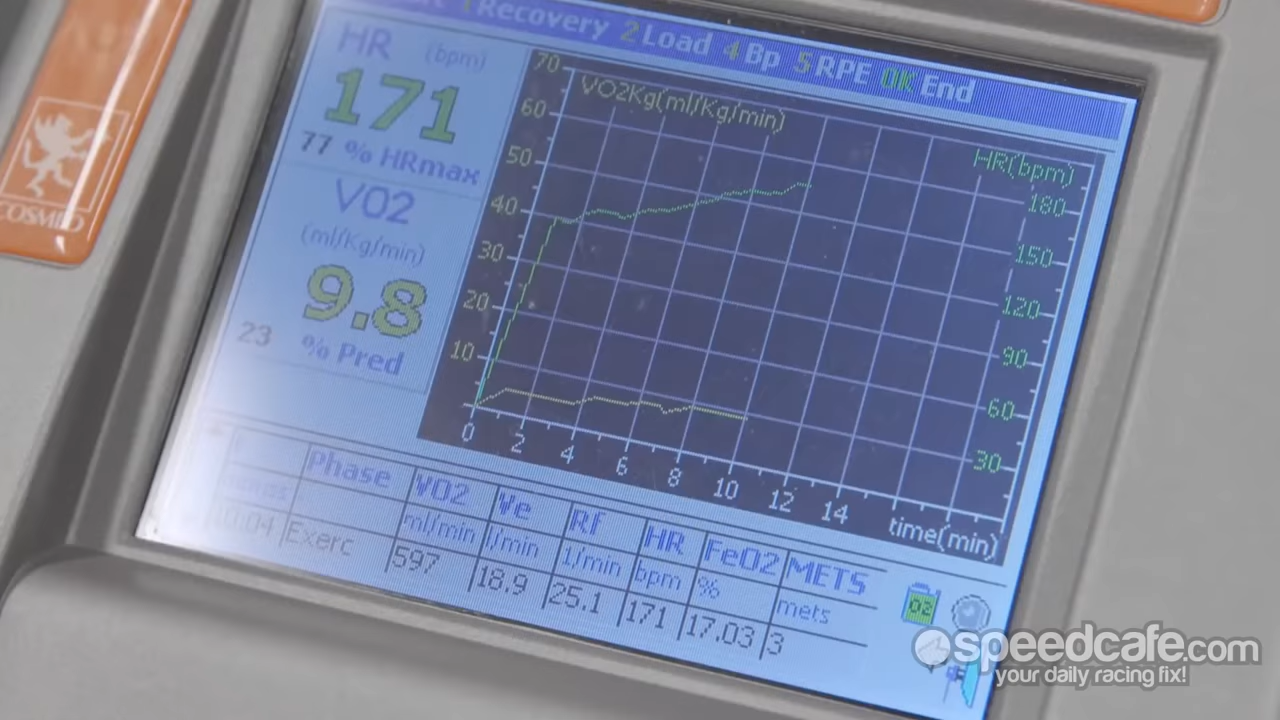 1 Recovery 2 Load 4 Bp 5 RPE OK End
HR (bpm)
171
77 % HRmax
VO2
(ml/Kg/min)
9.8
23 % Pred
VO2Kg(ml/Kg/min)
HR(bpm)
70
60
50
40
30
20
10
180
150
120
90
60
30
0 2 4 6 8 10 12 14 time(min)
Phase VO2 Ve Rf HR FeO2 METS
ml/min l/min 1/min bpm % mets
Exerc 597 18.9 25.1 171 17.03 3
O2
COSMED
speedcafe.com
your daily racing fix!